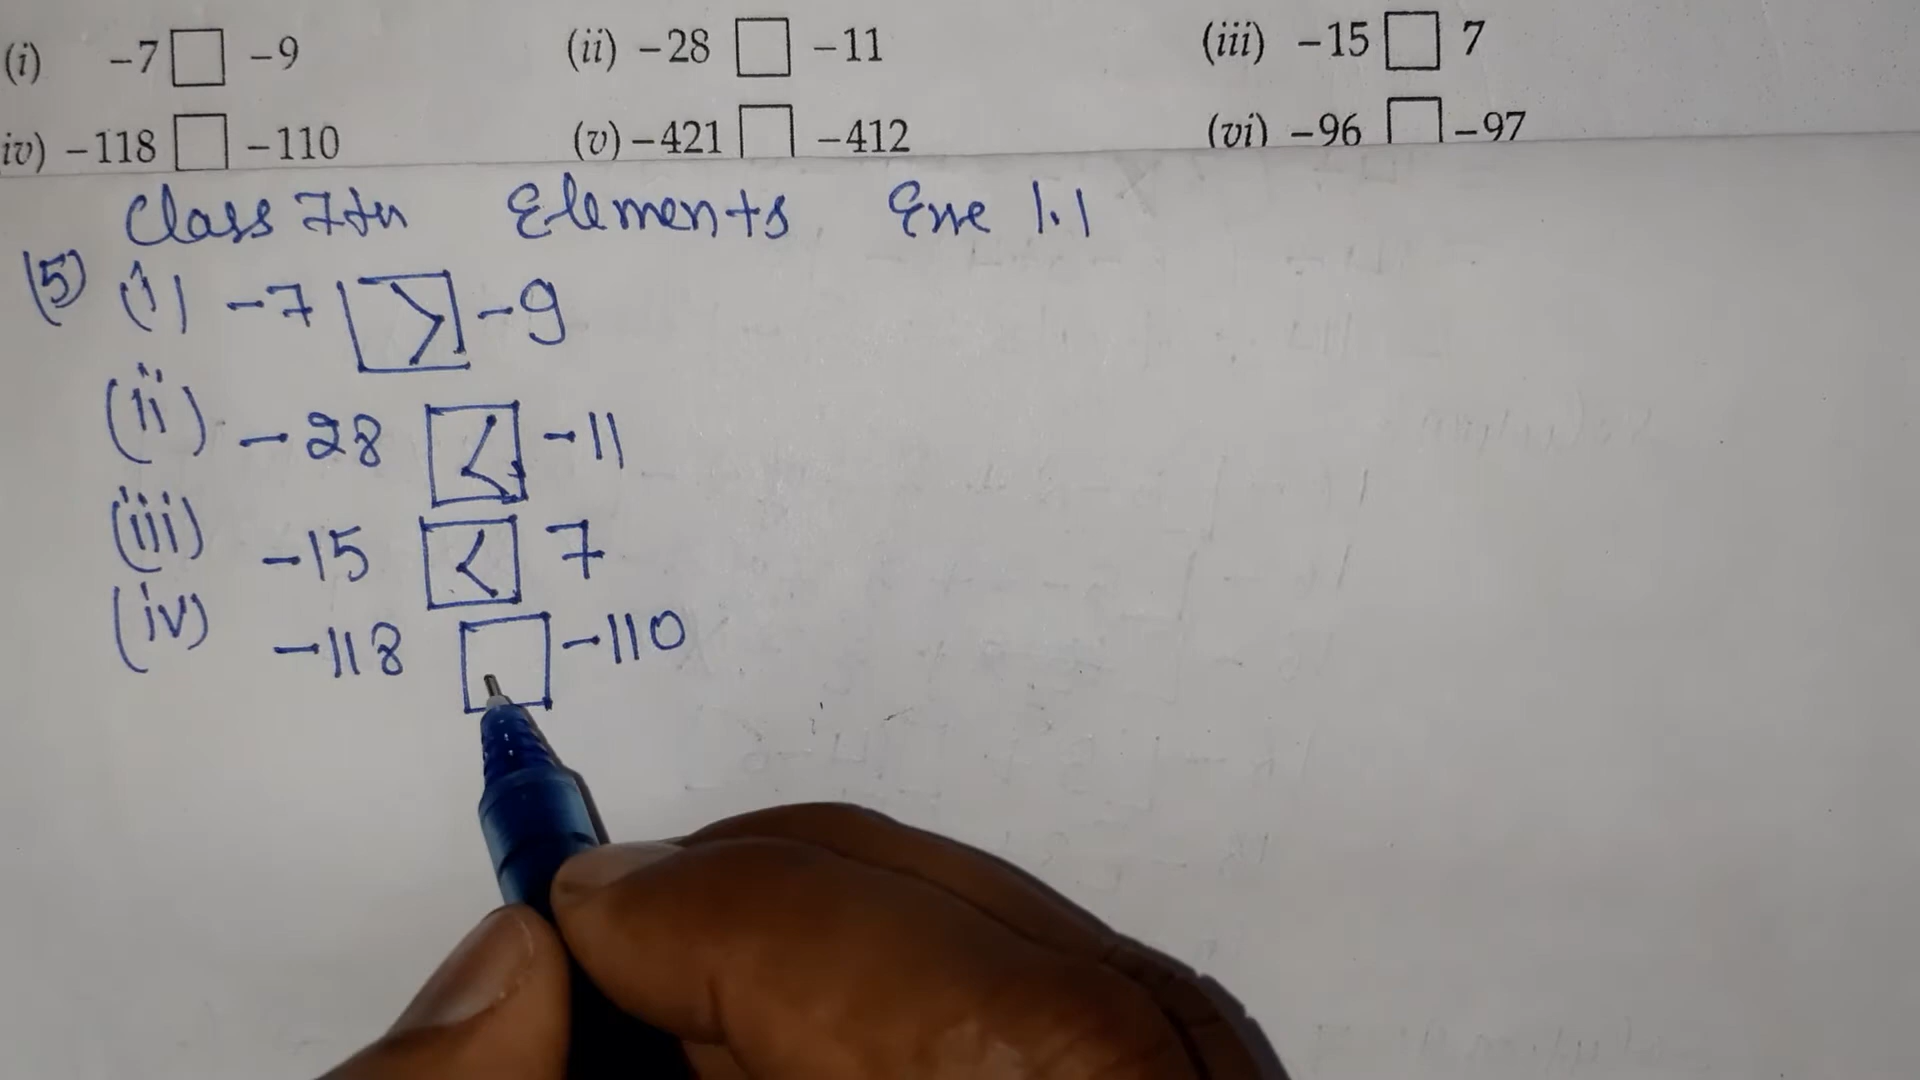 (i) -7 □ -9 (ii) -28 □ -11 (iii) -15 □ 7
iv) -118 □ -110 (v) -421 □ -412 (vi) -96 □ -97
Class 7th Elements Exe 1.1
(5) (i) -7 > -9
(ii) -28 < -11
(iii) -15 < 7
(iv) -118 □ -110